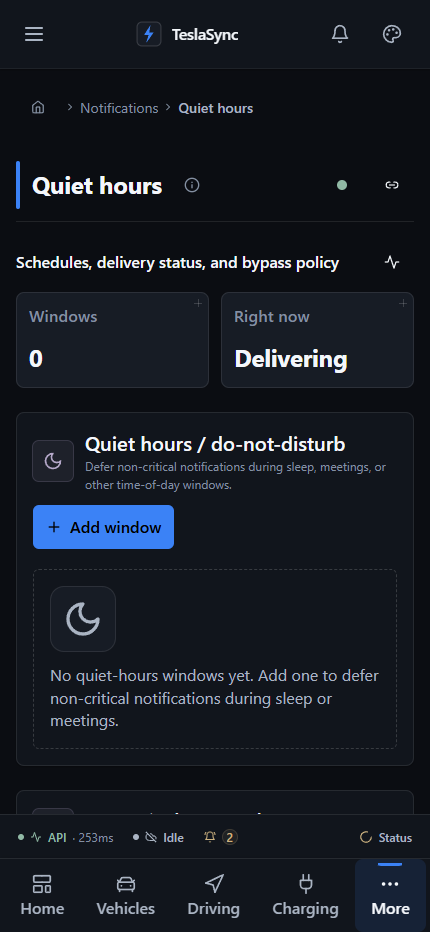 TeslaSync
Notifications
Quiet hours
Quiet hours
Schedules, delivery status, and bypass policy
Windows
0
Right now
Delivering
Quiet hours / do-not-disturb
Defer non-critical notifications during sleep, meetings, or
other time-of-day windows.
Add window
No quiet-hours windows yet. Add one to defer
non-critical notifications during sleep or
meetings.
API · 253ms
Idle
2
Status
Home
Vehicles
Driving
Charging
More